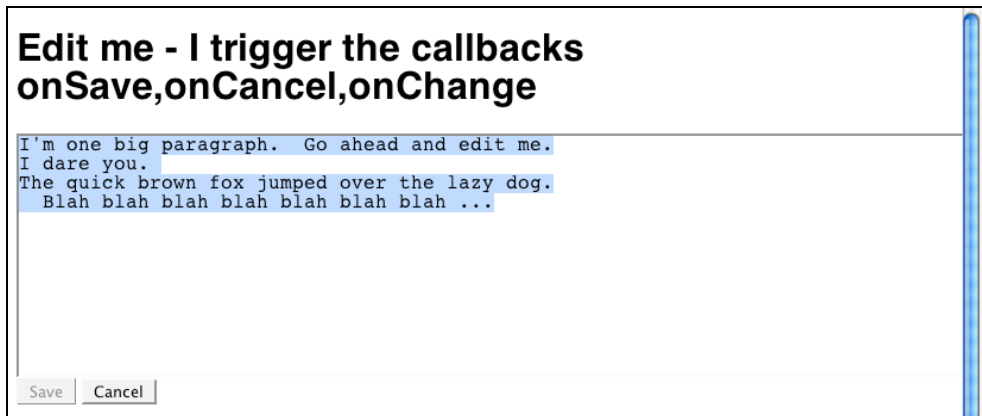 Edit me - I trigger the callbacks
onSave,onCancel,onChange
I'm one big paragraph.  Go ahead and edit me.
I dare you.
The quick brown fox jumped over the lazy dog.
  Blah blah blah blah blah blah blah ...
Save Cancel